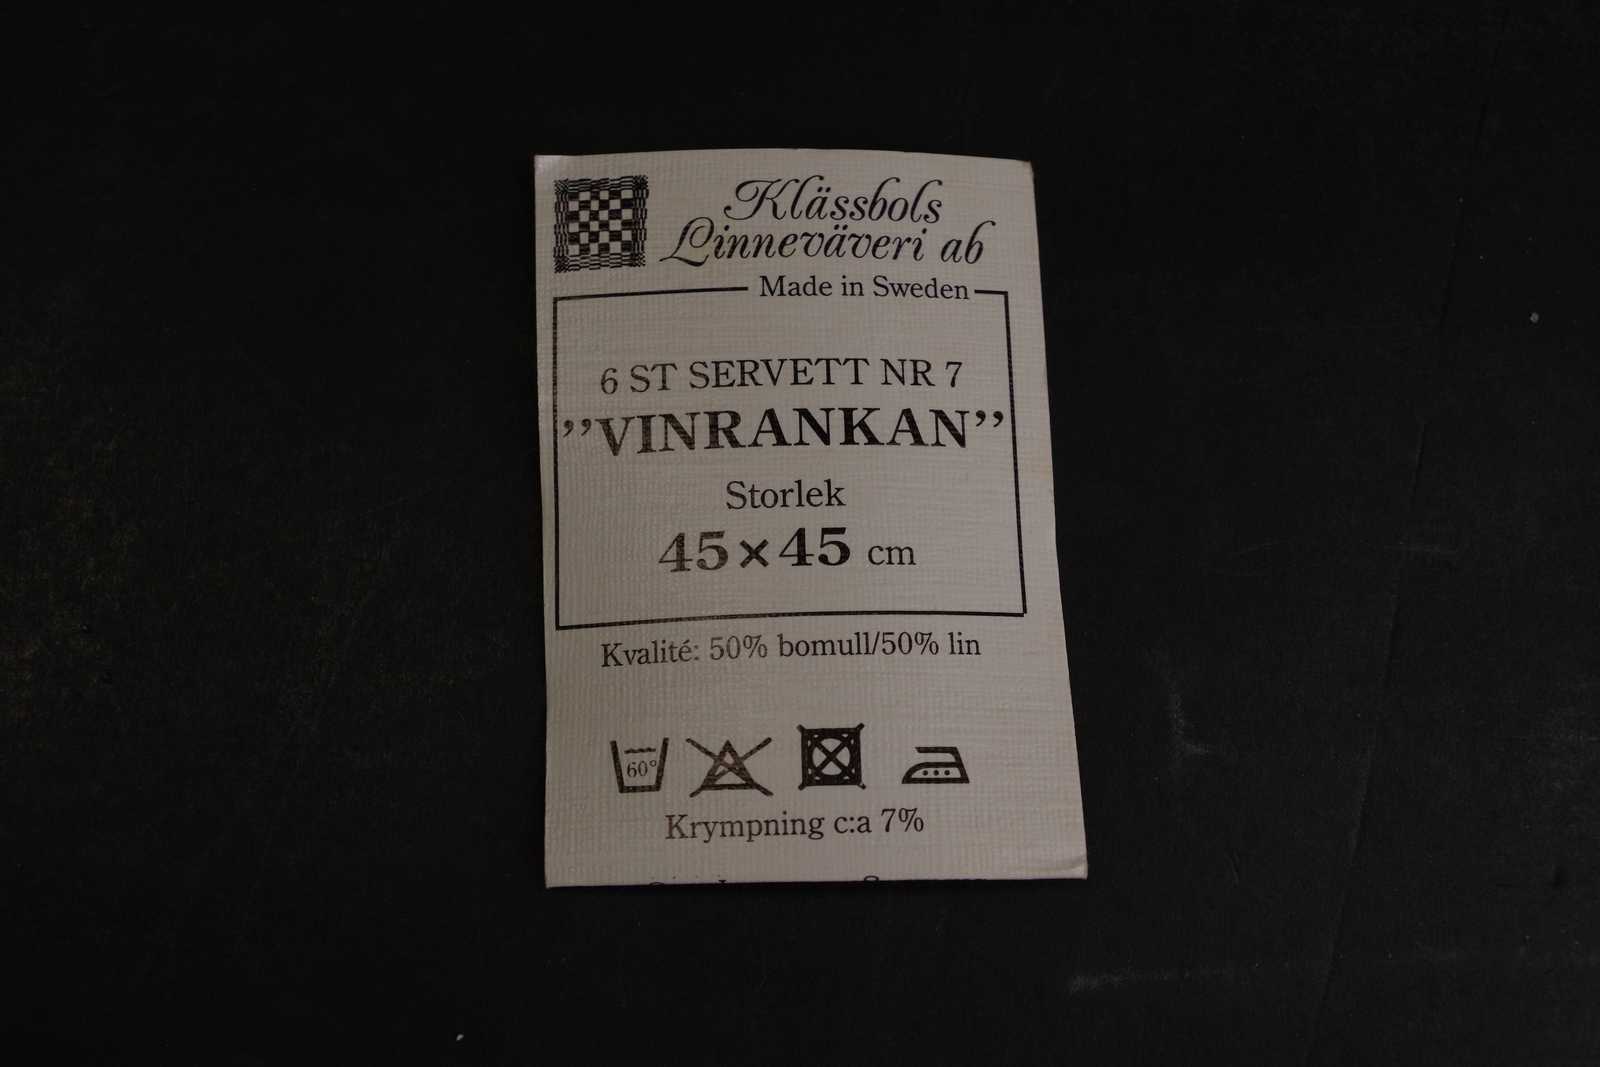 Klässbols
Linneväveri ab
Made in Sweden
6 ST SERVETT NR 7
”VINRANKAN”
Storlek
45×45 cm
Kvalité: 50% bomull/50% lin
60°
Krympning c:a 7%